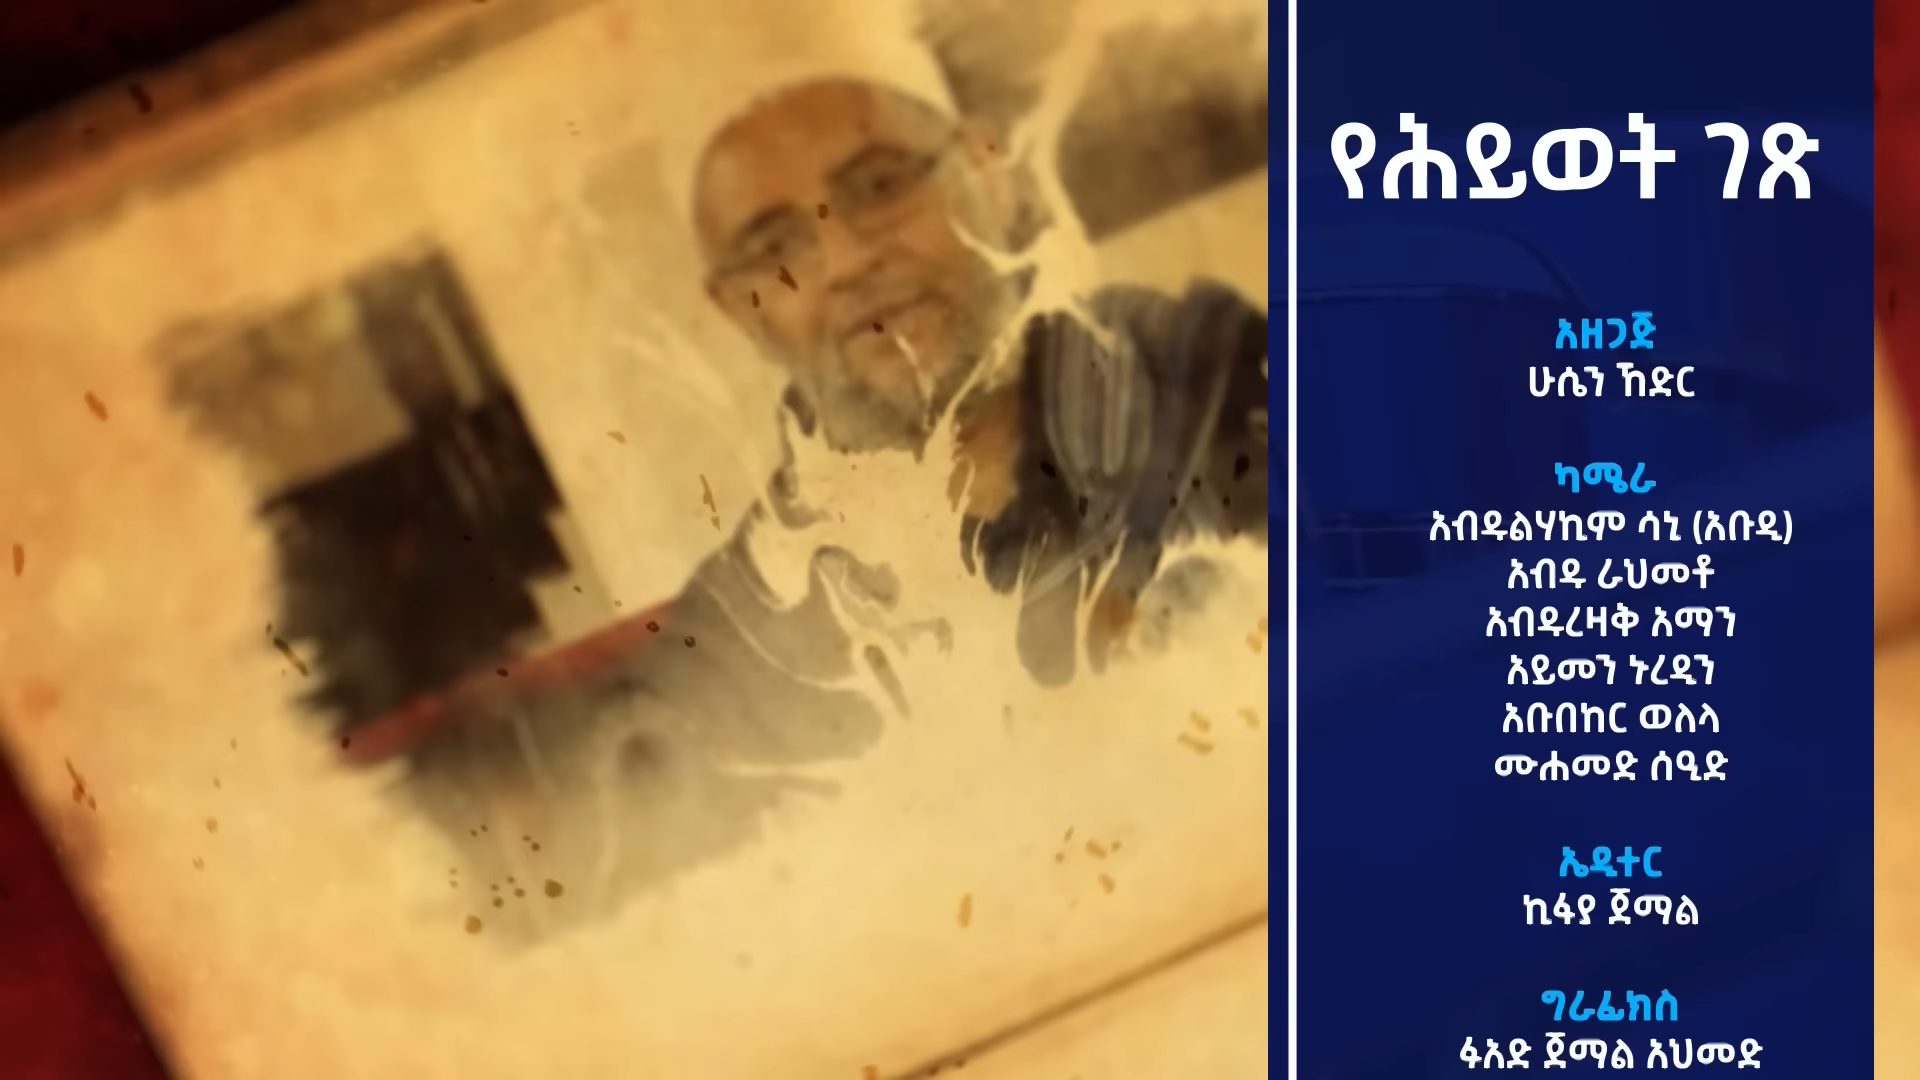 የሕይወት ገጽ
አዘጋጅ
ሁሴን ኸድር
ካሜራ
አብዱልሃኪም ሳኒ (አቡዲ)
አብዱ ራህመቶ
አብዱረዛቅ አማን
አይመን ኑረዲን
አቡበከር ወለላ
ሙሐመድ ሰዒድ
ኤዲተር
ኪፋያ ጀማል
ግራፊክስ
ፉአድ ጀማል አህመድ